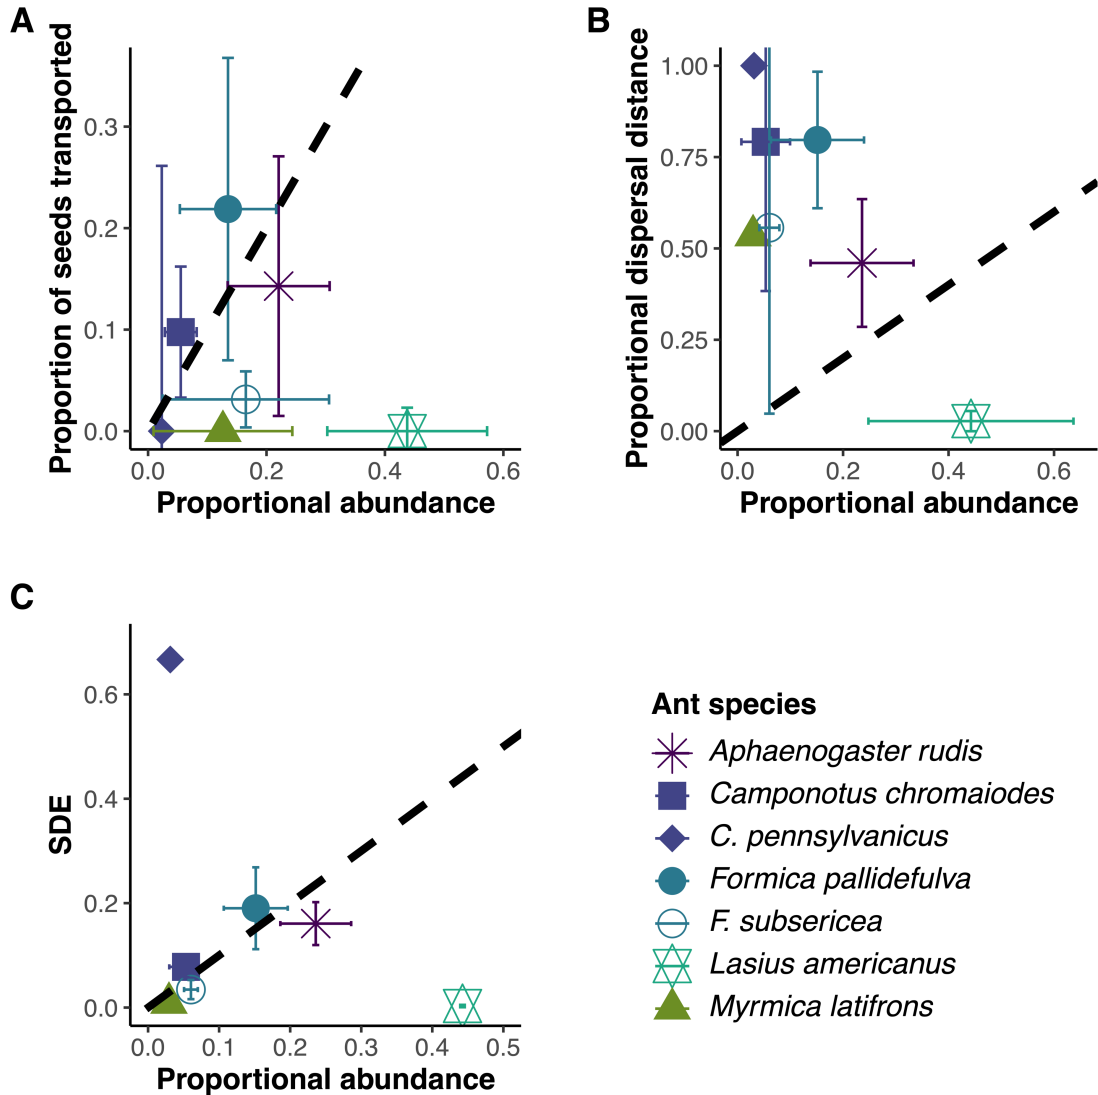 A
B
Proportion of seeds transported
0.3
0.2
0.1
0.0
0.0 0.2 0.4 0.6
Proportional abundance
Proportional dispersal distance
1.00
0.75
0.50
0.25
0.00
0.0 0.2 0.4 0.6
Proportional abundance
C
SDE
0.6
0.4
0.2
0.0
0.0 0.1 0.2 0.3 0.4 0.5
Proportional abundance
Ant species
Aphaenogaster rudis
Camponotus chromaiodes
C. pennsylvanicus
Formica pallidefulva
F. subsericea
Lasius americanus
Myrmica latifrons